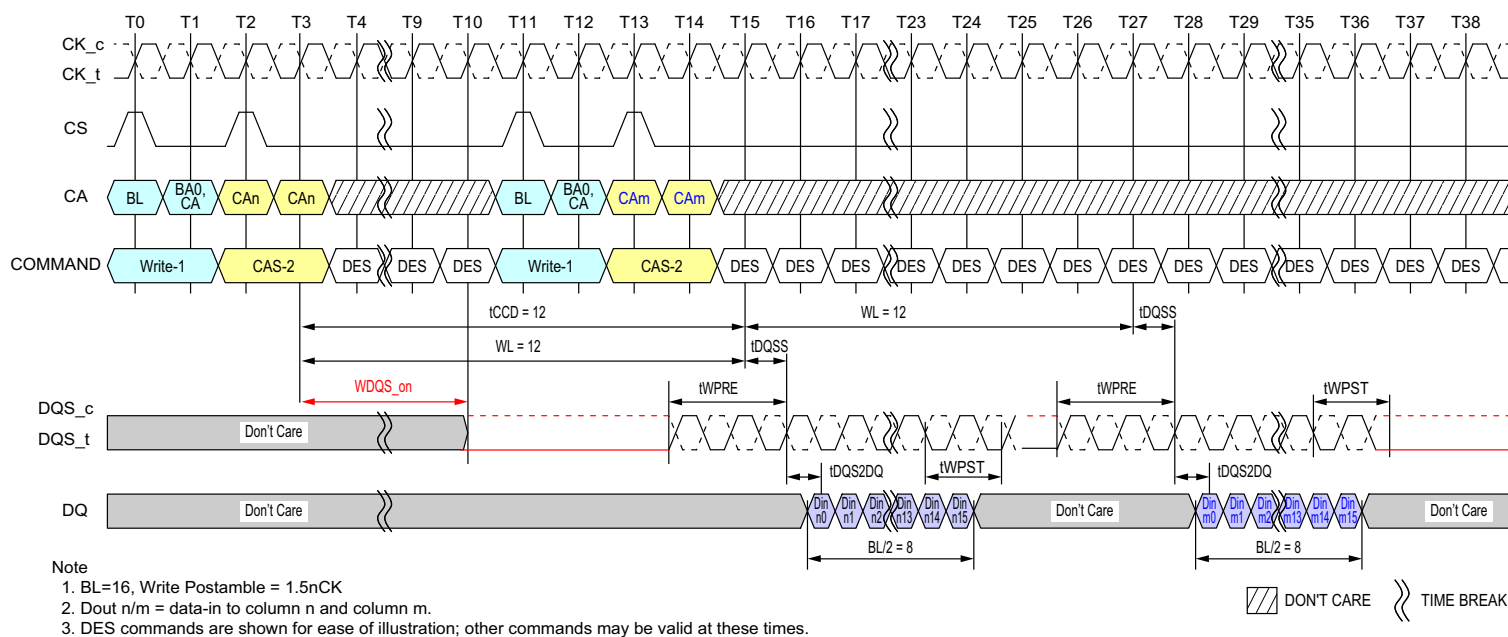 T0 T1 T2 T3 T4 T9 T10 T11 T12 T13 T14 T15 T16 T17 T23 T24 T25 T26 T27 T28 T29 T35 T36 T37 T38
CK_c
CK_t
CS
CA BL BA0, CA CAn CAn BL BA0, CA CAm CAm
COMMAND Write-1 CAS-2 DES DES DES Write-1 CAS-2 DES DES DES DES DES DES DES DES DES DES DES DES DES DES
tCCD = 12 WL = 12 tDQSS
WL = 12 tDQSS
WDQS_on tWPRE tWPRE tWPST
DQS_c
DQS_t Don't Care
tDQS2DQ tWPST tDQS2DQ
DQ Don't Care Din n0 Din n1 Din n2 Din n13 Din n14 Din n15 Don't Care Din m0 Din m1 Din m2 Din m13 Din m14 Din m15 Don't Care
BL/2 = 8 BL/2 = 8
Note
1. BL=16, Write Postamble = 1.5nCK
2. Dout n/m = data-in to column n and column m.
3. DES commands are shown for ease of illustration; other commands may be valid at these times.
DON'T CARE TIME BREAK